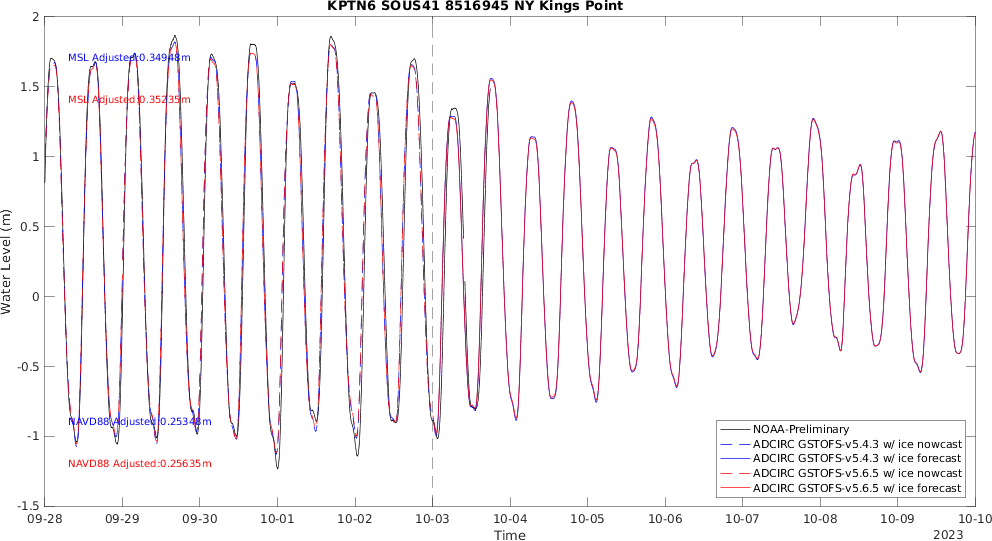 KPTN6 SOUS41 8516945 NY Kings Point
Water Level (m)
2
1.5
1
0.5
0
-0.5
-1
-1.5
MSL Adjusted:0.34948m
MSL Adjusted:0.35235m
NAVD88 Adjusted:0.25348m
NAVD88 Adjusted:0.25635m
NOAA-Preliminary
ADCIRC GSTOFS-v5.4.3 w/ ice nowcast
ADCIRC GSTOFS-v5.4.3 w/ ice forecast
ADCIRC GSTOFS-v5.6.5 w/ ice nowcast
ADCIRC GSTOFS-v5.6.5 w/ ice forecast
09-28 09-29 09-30 10-01 10-02 10-03 10-04 10-05 10-06 10-07 10-08 10-09 10-10
Time
2023